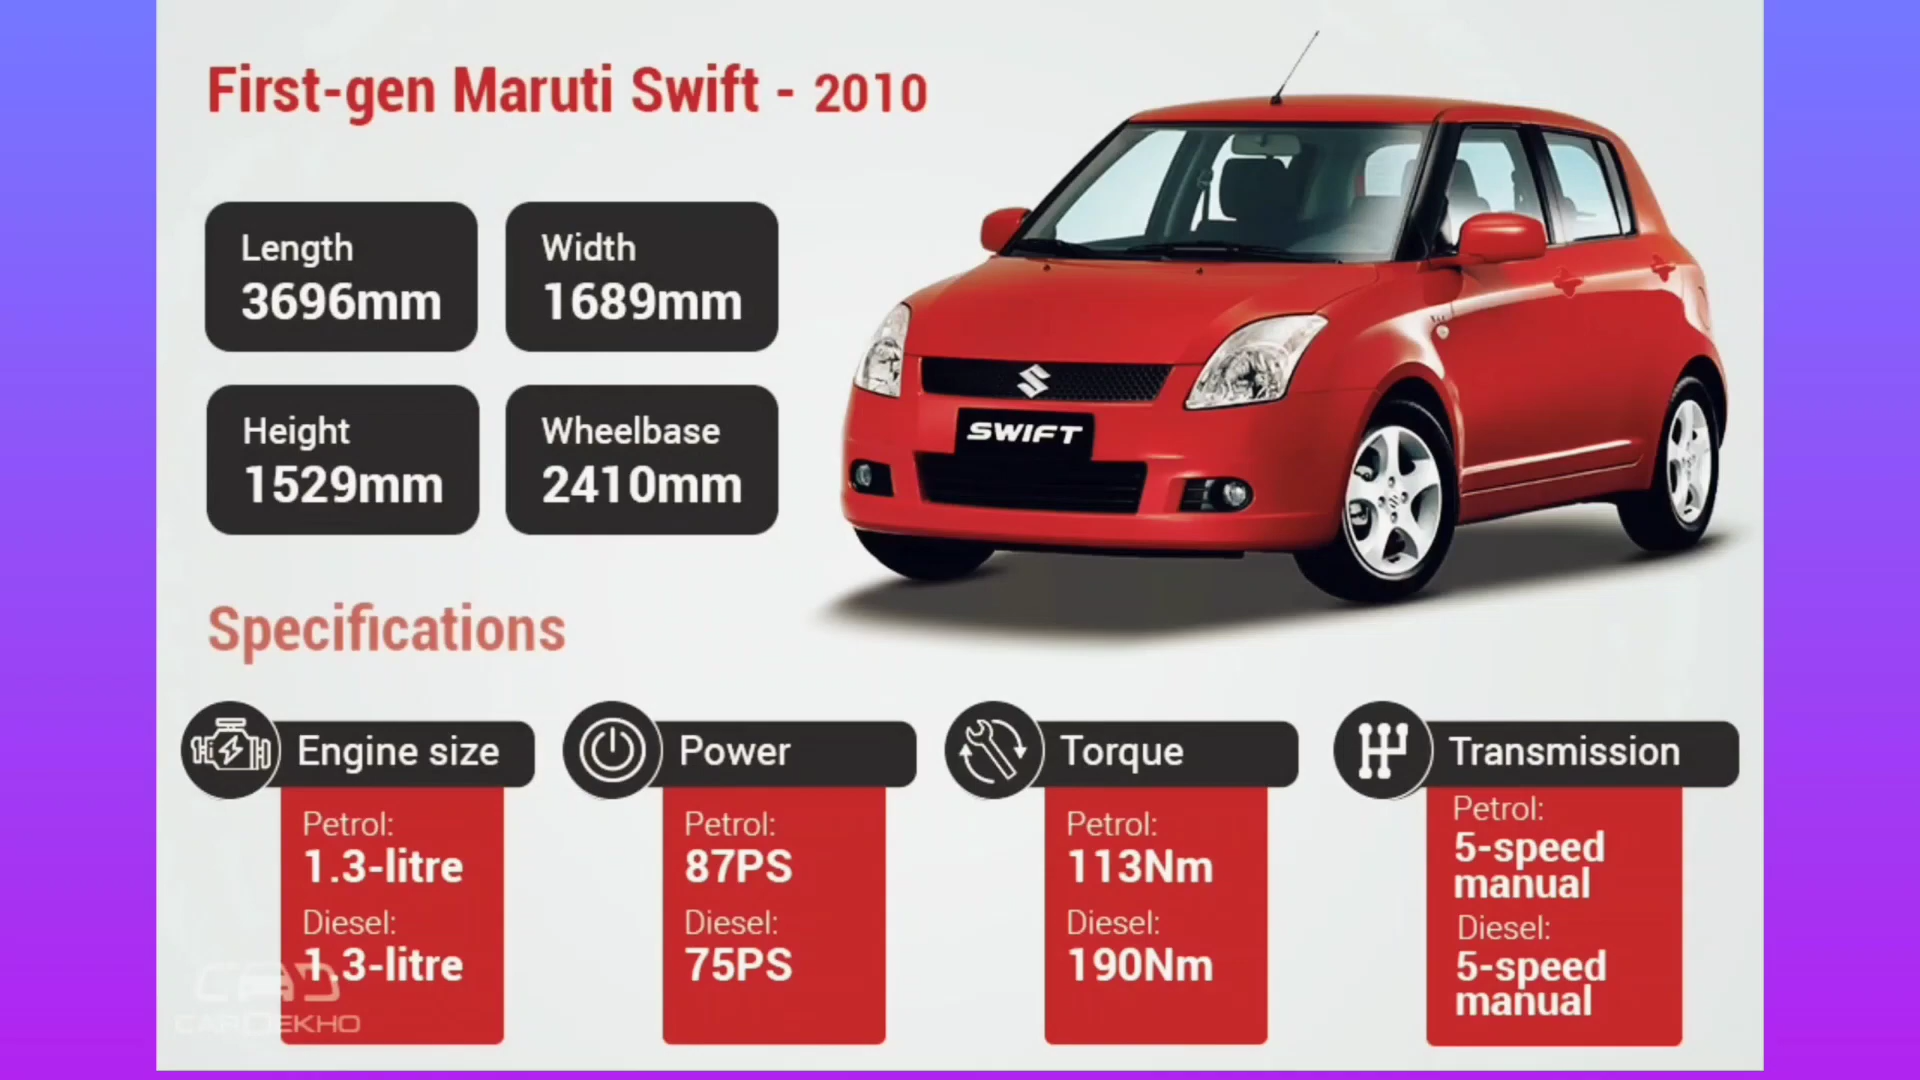 First-gen Maruti Swift - 2010
Length
3696mm
Width
1689mm
Height
1529mm
Wheelbase
2410mm
SWIFT
Specifications
Engine size
Petrol:
1.3-litre
Diesel:
1.3-litre
Power
Petrol:
87PS
Diesel:
75PS
Torque
Petrol:
113Nm
Diesel:
190Nm
Transmission
Petrol:
5-speed
manual
Diesel:
5-speed
manual
CARDEKHO